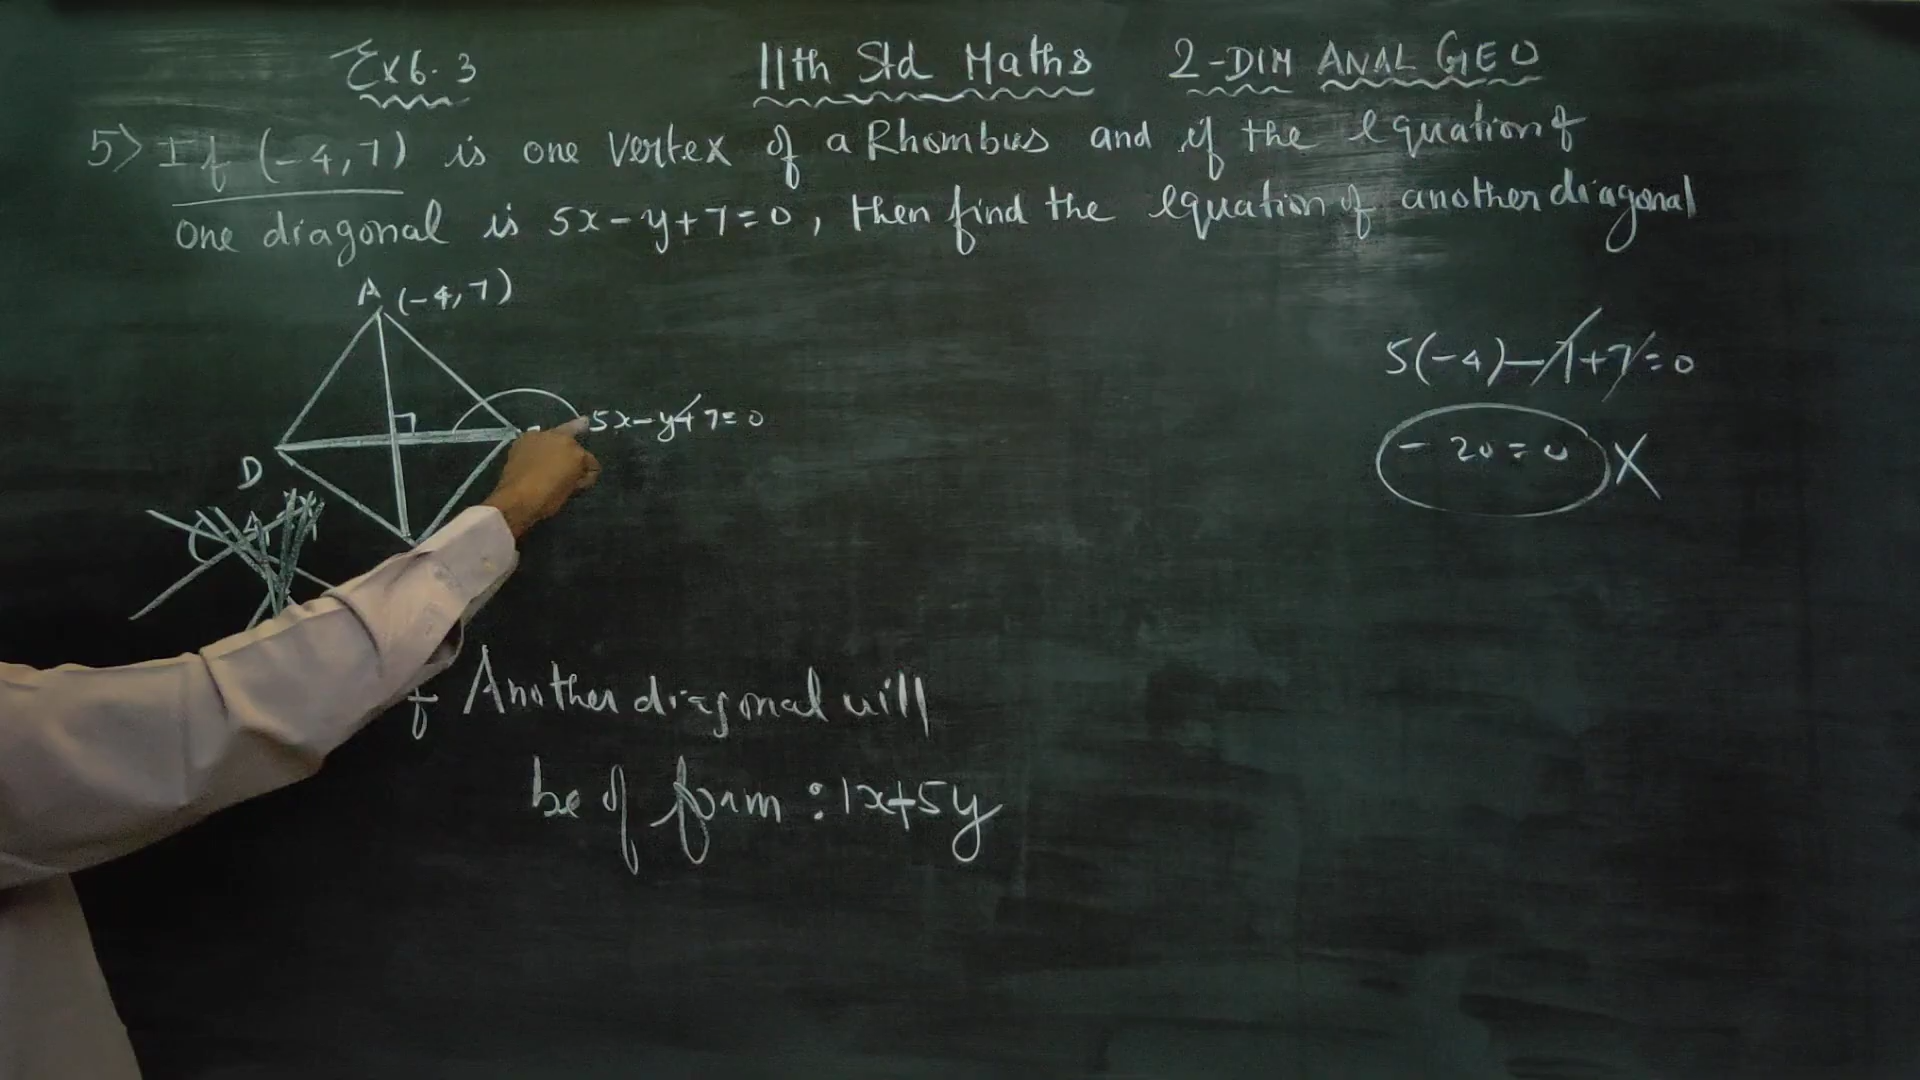 Ex 6.3
11th Std Maths 2-DIM ANAL GEO
5) If (-4,7) is one vertex of a Rhombus and if the equation of
one diagonal is 5x-y+7=0, then find the equation of another diagonal
A (-4,7)
5(-4)-7+7=0
5x-y+7=0
-20=0 X
D
f Another diagonal will
be of form : 1x+5y